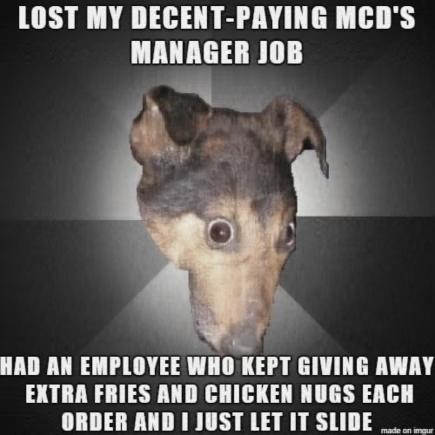 LOST MY DECENT-PAYING MCD'S
MANAGER JOB
HAD AN EMPLOYEE WHO KEPT GIVING AWAY
EXTRA FRIES AND CHICKEN NUGS EACH
ORDER AND I JUST LET IT SLIDE
made on imgur